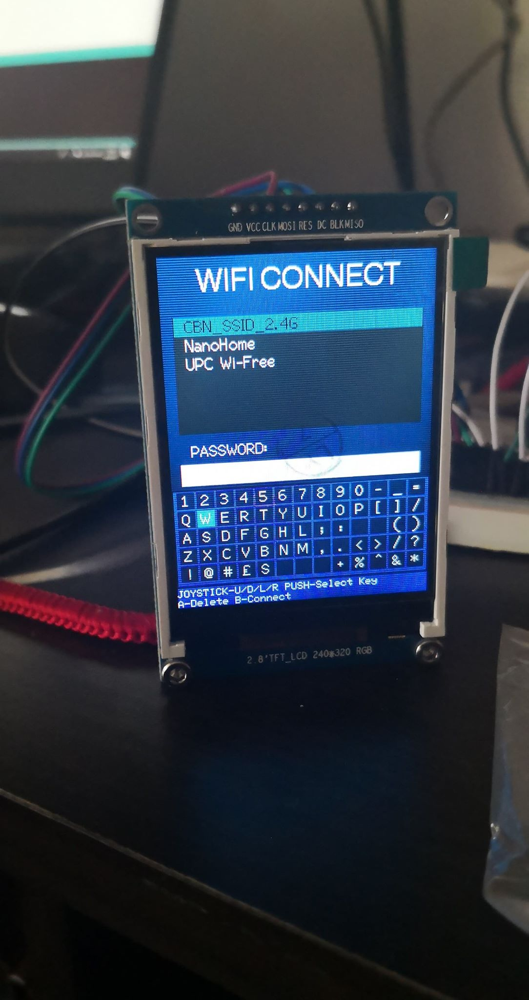 GND VCC CLK MOSI RES DC BLK MISO
WIFI CONNECT
CBN_SSID_2.4G
NanoHome
UPC Wi-Free
PASSWORD:
1 2 3 4 5 6 7 8 9 0 - _ =
Q W E R T Y U I O P [ ] /
A S D F G H L ; : ( )
Z X C V B N M , . < > / ?
! @ # £ S + % ^ & *
JOYSTICK-U/D/L/R PUSH-Select Key
A-Delete B-Connect
2.8'TFT_LCD 240*320 RGB